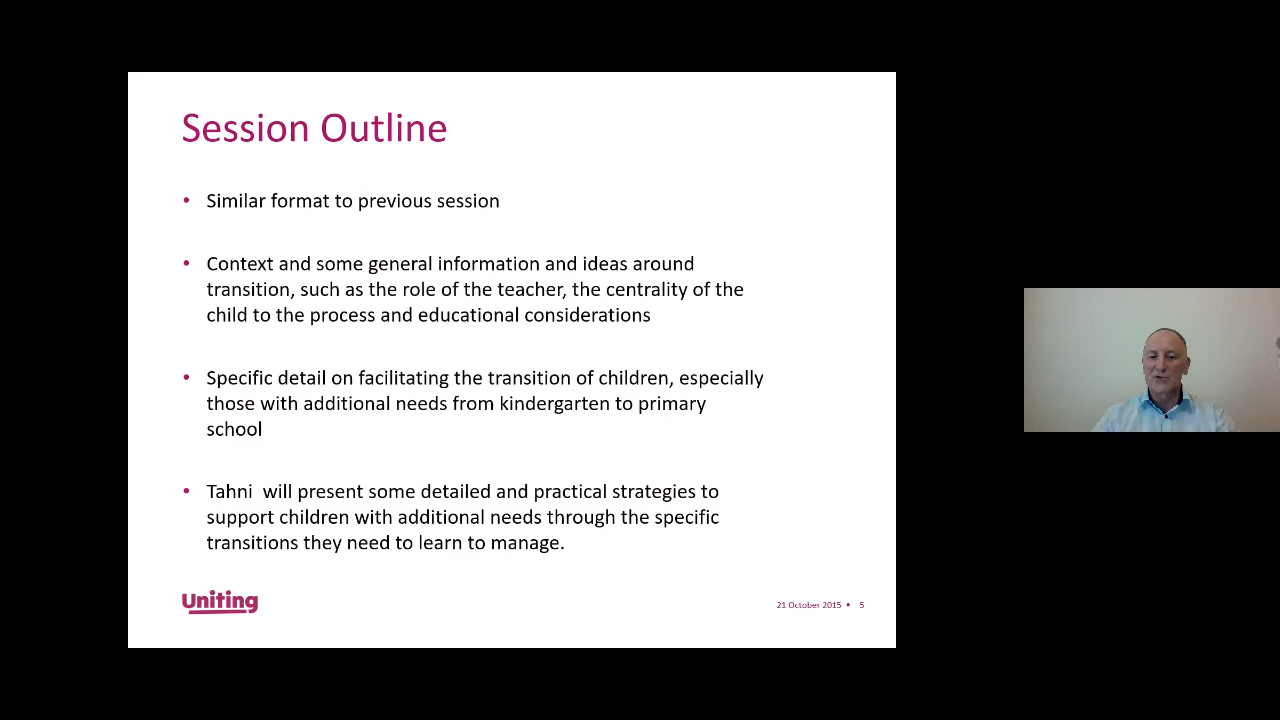 Session Outline
• Similar format to previous session
• Context and some general information and ideas around
transition, such as the role of the teacher, the centrality of the
child to the process and educational considerations
• Specific detail on facilitating the transition of children, especially
those with additional needs from kindergarten to primary
school
• Tahni  will present some detailed and practical strategies to
support children with additional needs through the specific
transitions they need to learn to manage.
Uniting
21 October 2015 • 5